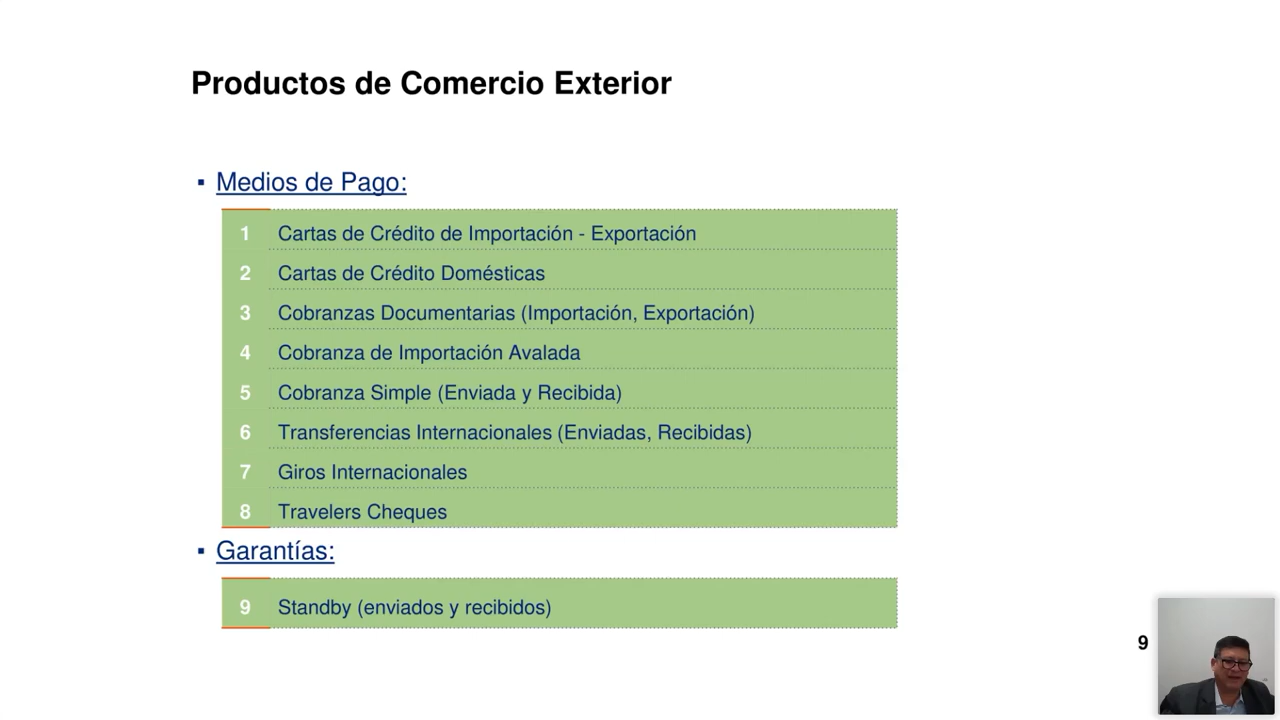 Productos de Comercio Exterior
▪ Medios de Pago:
1 Cartas de Crédito de Importación - Exportación
2 Cartas de Crédito Domésticas
3 Cobranzas Documentarias (Importación, Exportación)
4 Cobranza de Importación Avalada
5 Cobranza Simple (Enviada y Recibida)
6 Transferencias Internacionales (Enviadas, Recibidas)
7 Giros Internacionales
8 Travelers Cheques
▪ Garantías:
9 Standby (enviados y recibidos)
9